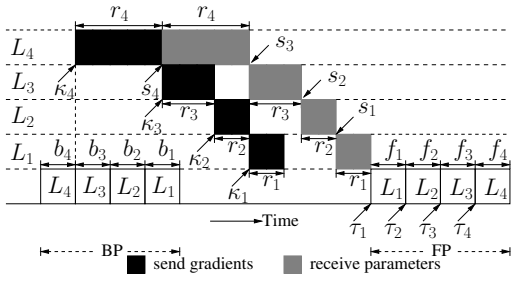 r₄ r₄
L₄ s₃
κ₄ s₄
L₃ s₂
κ₃ r₃ r₃
L₂ s₁
b₄ b₃ b₂ b₁ κ₂ r₂ r₂ f₁ f₂ f₃ f₄
L₁
κ₁ r₁ r₁
L₄ L₃ L₂ L₁ L₁ L₂ L₃ L₄
Time τ₁ τ₂ τ₃ τ₄
BP FP
send gradients receive parameters